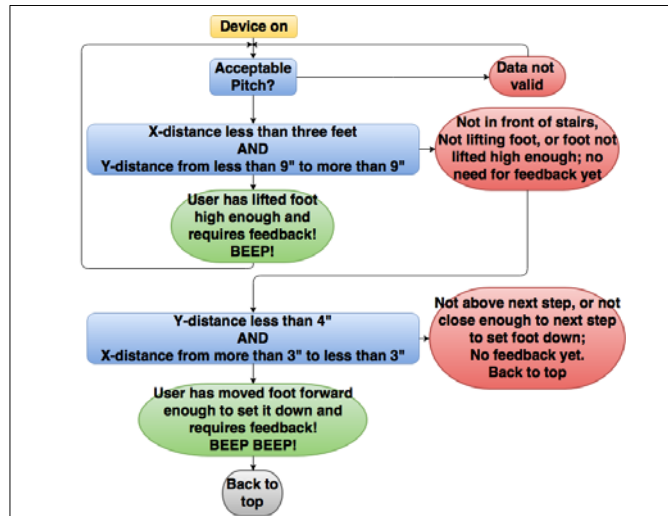 Device on
Acceptable
Pitch?
Data not
valid
X-distance less than three feet
AND
Y-distance from less than 9" to more than 9"
Not in front of stairs,
Not lifting foot, or foot not
lifted high enough; no
need for feedback yet
User has lifted foot
high enough and
requires feedback!
BEEP!
Y-distance less than 4"
AND
X-distance from more than 3" to less than 3"
Not above next step, or not
close enough to next step
to set foot down;
No feedback yet.
Back to top
User has moved foot forward
enough to set it down and
requires feedback!
BEEP BEEP!
Back to
top